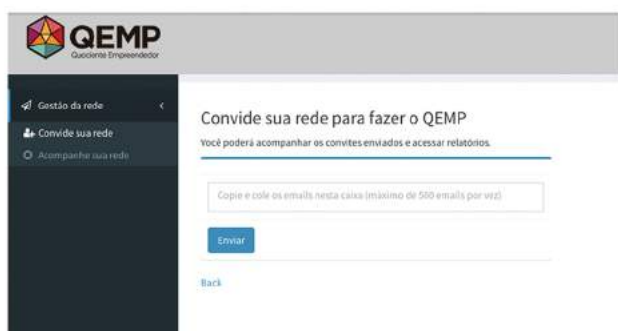 QEMP
Quociente Empreendedor
Gestão da rede
Convide sua rede
Acompanhe sua rede
Convide sua rede para fazer o QEMP
Você poderá acompanhar os convites enviados e acessar relatórios.
Copie e cole os emails nesta caixa (máximo de 500 emails por vez)
Enviar
Back